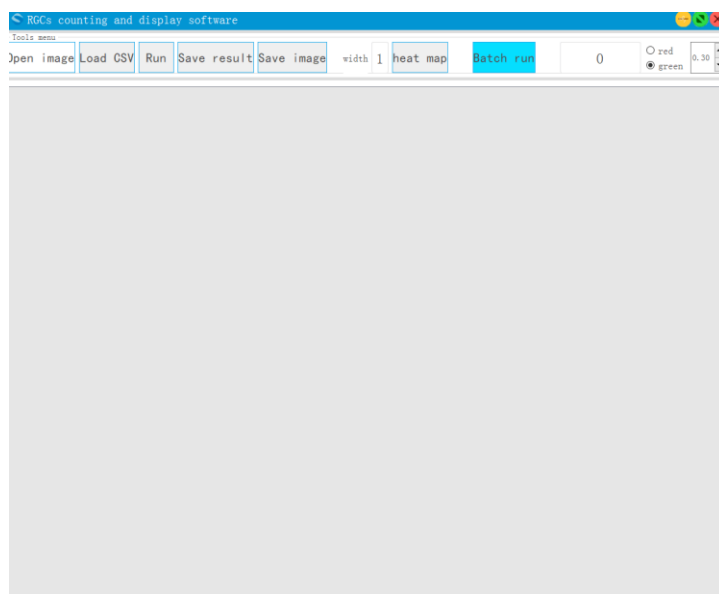 RGCs counting and display software
Tools menu
Open image Load CSV Run Save result Save image width 1 heat map Batch run 0 red 0.30
green